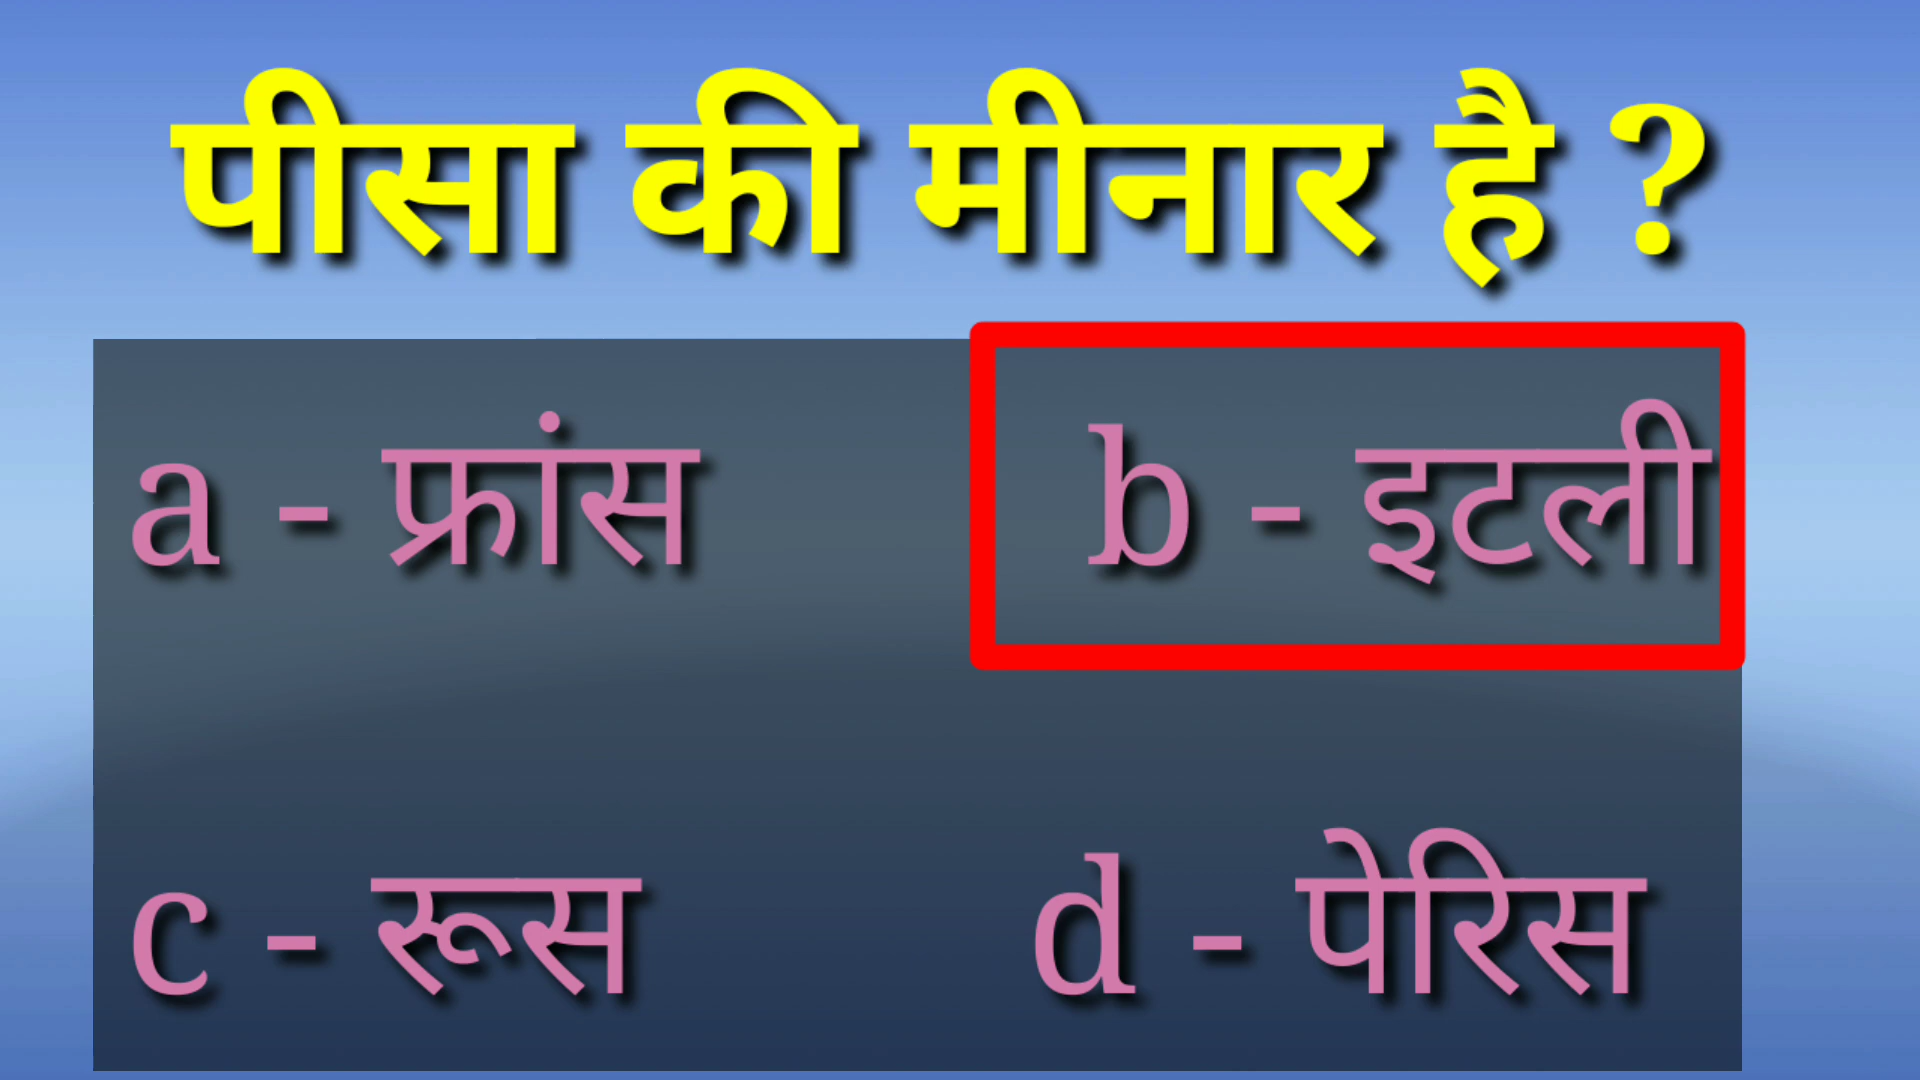 पीसा की मीनार है ?
a - फ्रांस b - इटली
c - रूस d - पेरिस